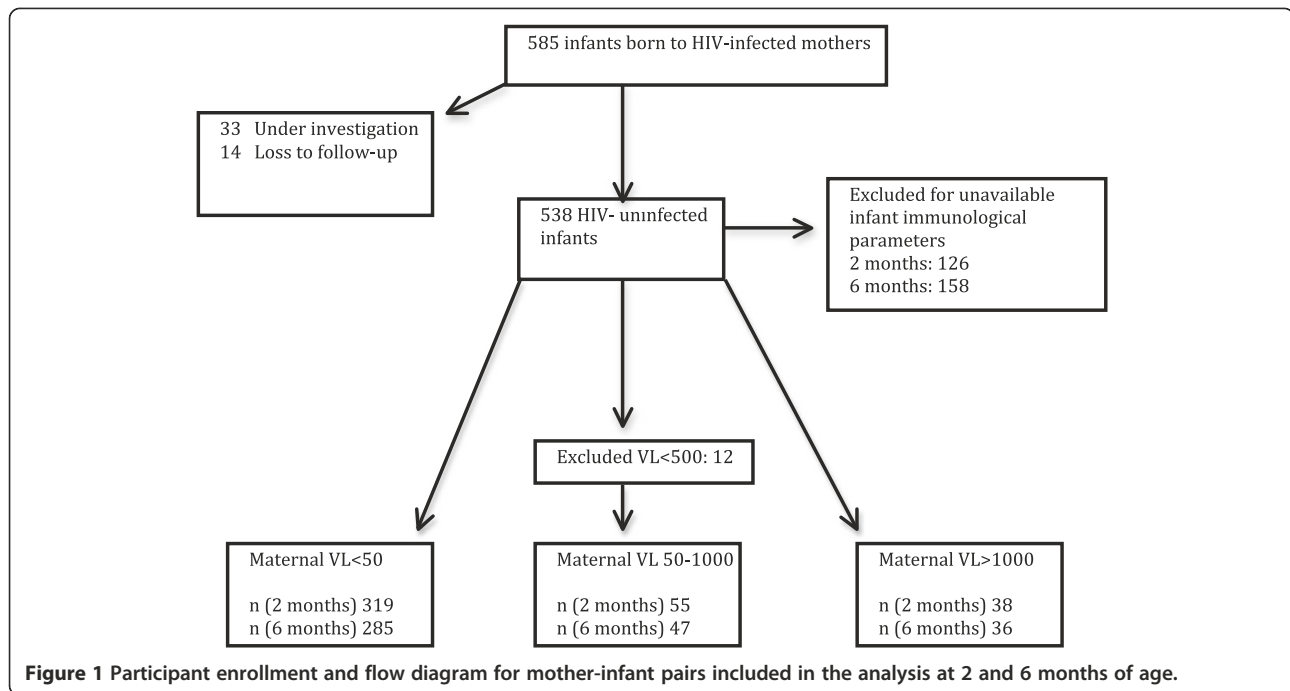 585 infants born to HIV-infected mothers
33 Under investigation
14 Loss to follow-up
538 HIV- uninfected
infants
Excluded for unavailable
infant immunological
parameters
2 months: 126
6 months: 158
Excluded VL<500: 12
Maternal VL<50
n (2 months) 319
n (6 months) 285
Maternal VL 50-1000
n (2 months) 55
n (6 months) 47
Maternal VL>1000
n (2 months) 38
n (6 months) 36
Figure 1 Participant enrollment and flow diagram for mother-infant pairs included in the analysis at 2 and 6 months of age.